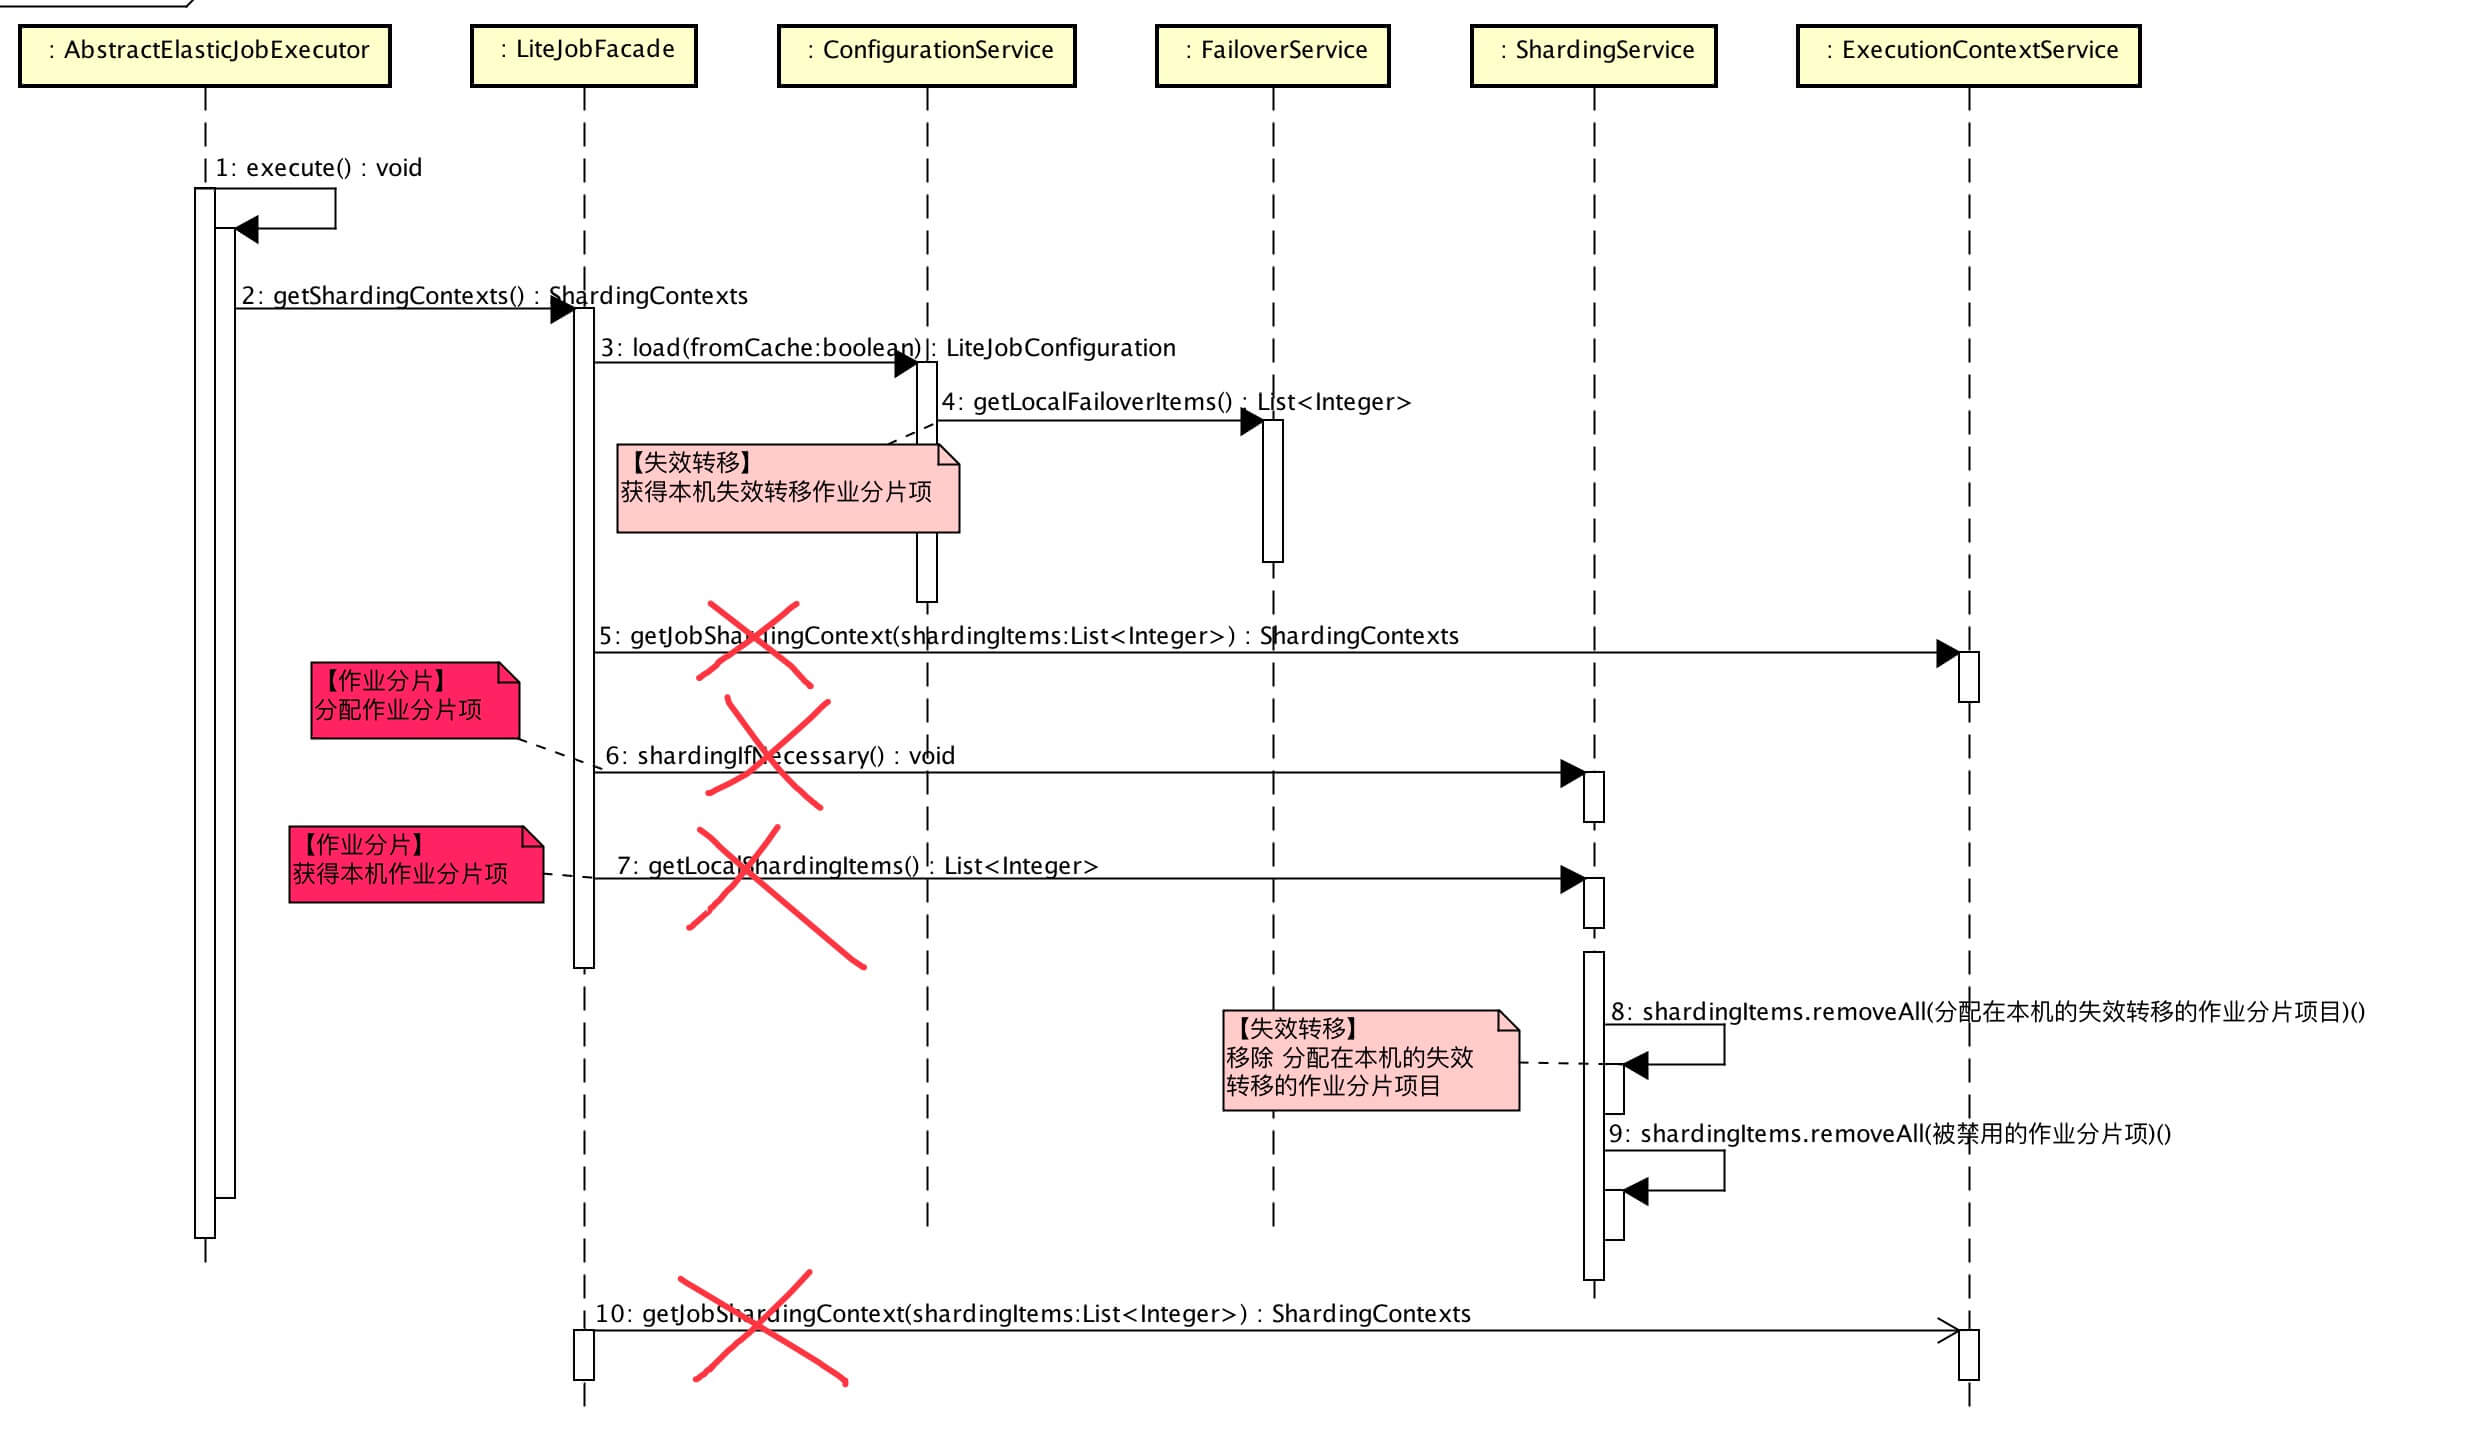 : AbstractElasticJobExecutor
: LiteJobFacade
: ConfigurationService
: FailoverService
: ShardingService
: ExecutionContextService
1: execute() : void
2: getShardingContexts() : ShardingContexts
3: load(fromCache:boolean) : LiteJobConfiguration
4: getLocalFailoverItems() : List<Integer>
【失效转移】
获得本机失效转移作业分片项
5: getJobShardingContext(shardingItems:List<Integer>) : ShardingContexts
【作业分片】
分配作业分片项
6: shardingIfNecessary() : void
【作业分片】
获得本机作业分片项
7: getLocalShardingItems() : List<Integer>
8: shardingItems.removeAll(分配在本机的失效转移的作业分片项目)()
【失效转移】
移除 分配在本机的失效
转移的作业分片项目
9: shardingItems.removeAll(被禁用的作业分片项)()
10: getJobShardingContext(shardingItems:List<Integer>) : ShardingContexts